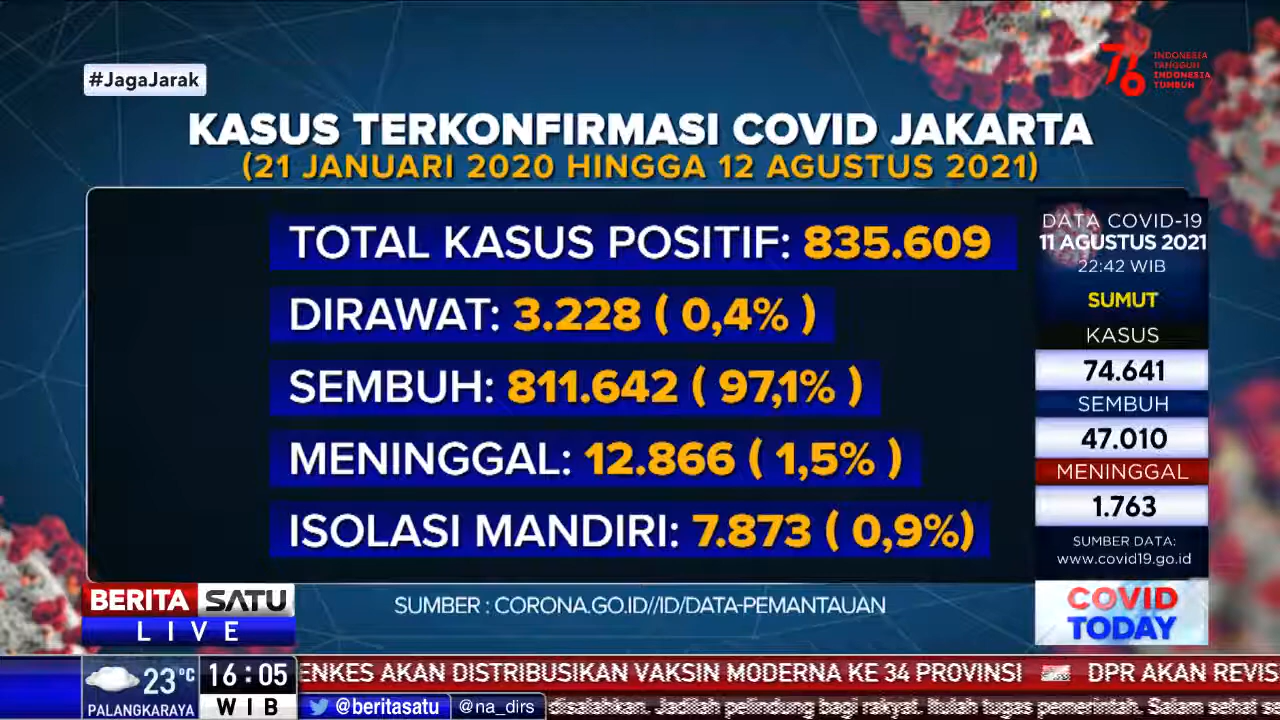 #JagaJarak
76 INDONESIA
TANGGUH
INDONESIA
TUMBUH
KASUS TERKONFIRMASI COVID JAKARTA
(21 JANUARI 2020 HINGGA 12 AGUSTUS 2021)
TOTAL KASUS POSITIF: 835.609
DIRAWAT: 3.228 ( 0,4% )
SEMBUH: 811.642 ( 97,1% )
MENINGGAL: 12.866 ( 1,5% )
ISOLASI MANDIRI: 7.873 ( 0,9%)
DATA COVID-19
11 AGUSTUS 2021
22:42 WIB
SUMUT
KASUS
74.641
SEMBUH
47.010
MENINGGAL
1.763
SUMBER DATA:
www.covid19.go.id
COVID
TODAY
SUMBER : CORONA.GO.ID//ID/DATA-PEMANTAUAN
BERITA SATU
LIVE
23°C
PALANGKARAYA
16:05
WIB
ENKES AKAN DISTRIBUSIKAN VAKSIN MODERNA KE 34 PROVINSI DPR AKAN REVIS
@beritasatu @na_dirs disalahkan. Jadilah pelindung bagi rakyat. Itulah tugas pemerintah. Salam sehat se